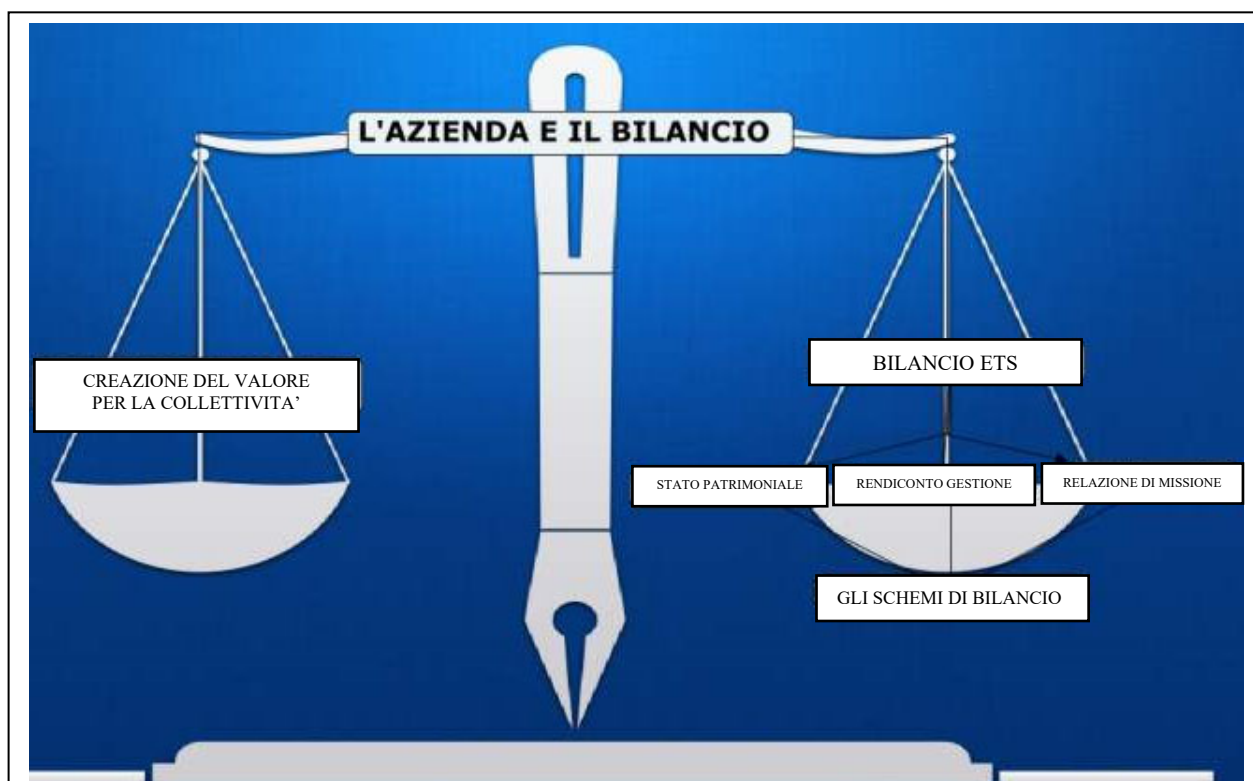 L'AZIENDA E IL BILANCIO
CREAZIONE DEL VALORE
PER LA COLLETTIVITA’
BILANCIO ETS
STATO PATRIMONIALE
RENDICONTO GESTIONE
RELAZIONE DI MISSIONE
GLI SCHEMI DI BILANCIO